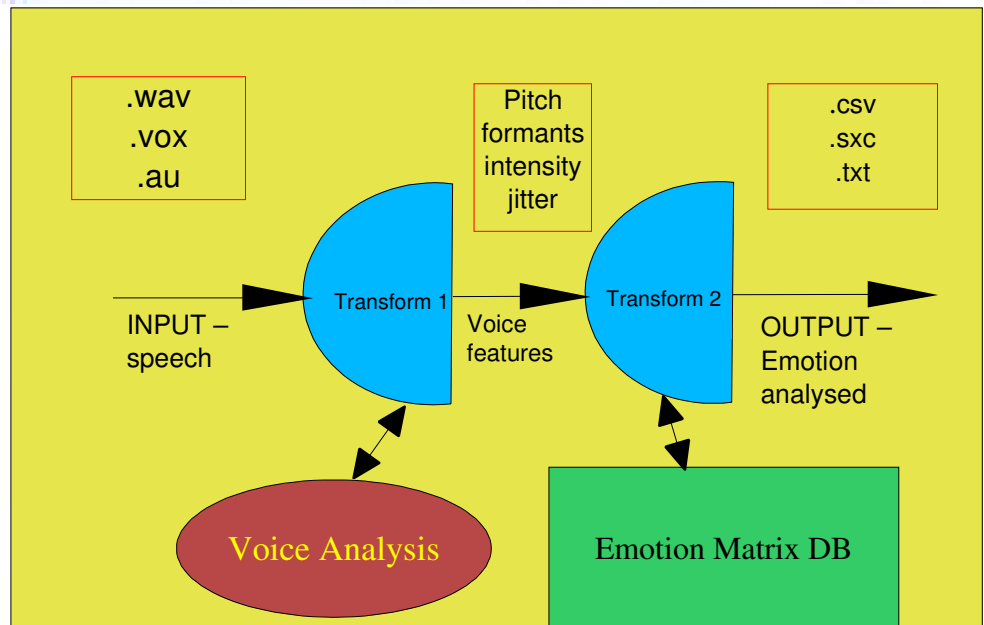 .wav
.vox
.au
Pitch
formants
intensity
jitter
.csv
.sxc
.txt
Transform 1
Transform 2
INPUT –
speech
Voice
features
OUTPUT –
Emotion
analysed
Voice Analysis
Emotion Matrix DB